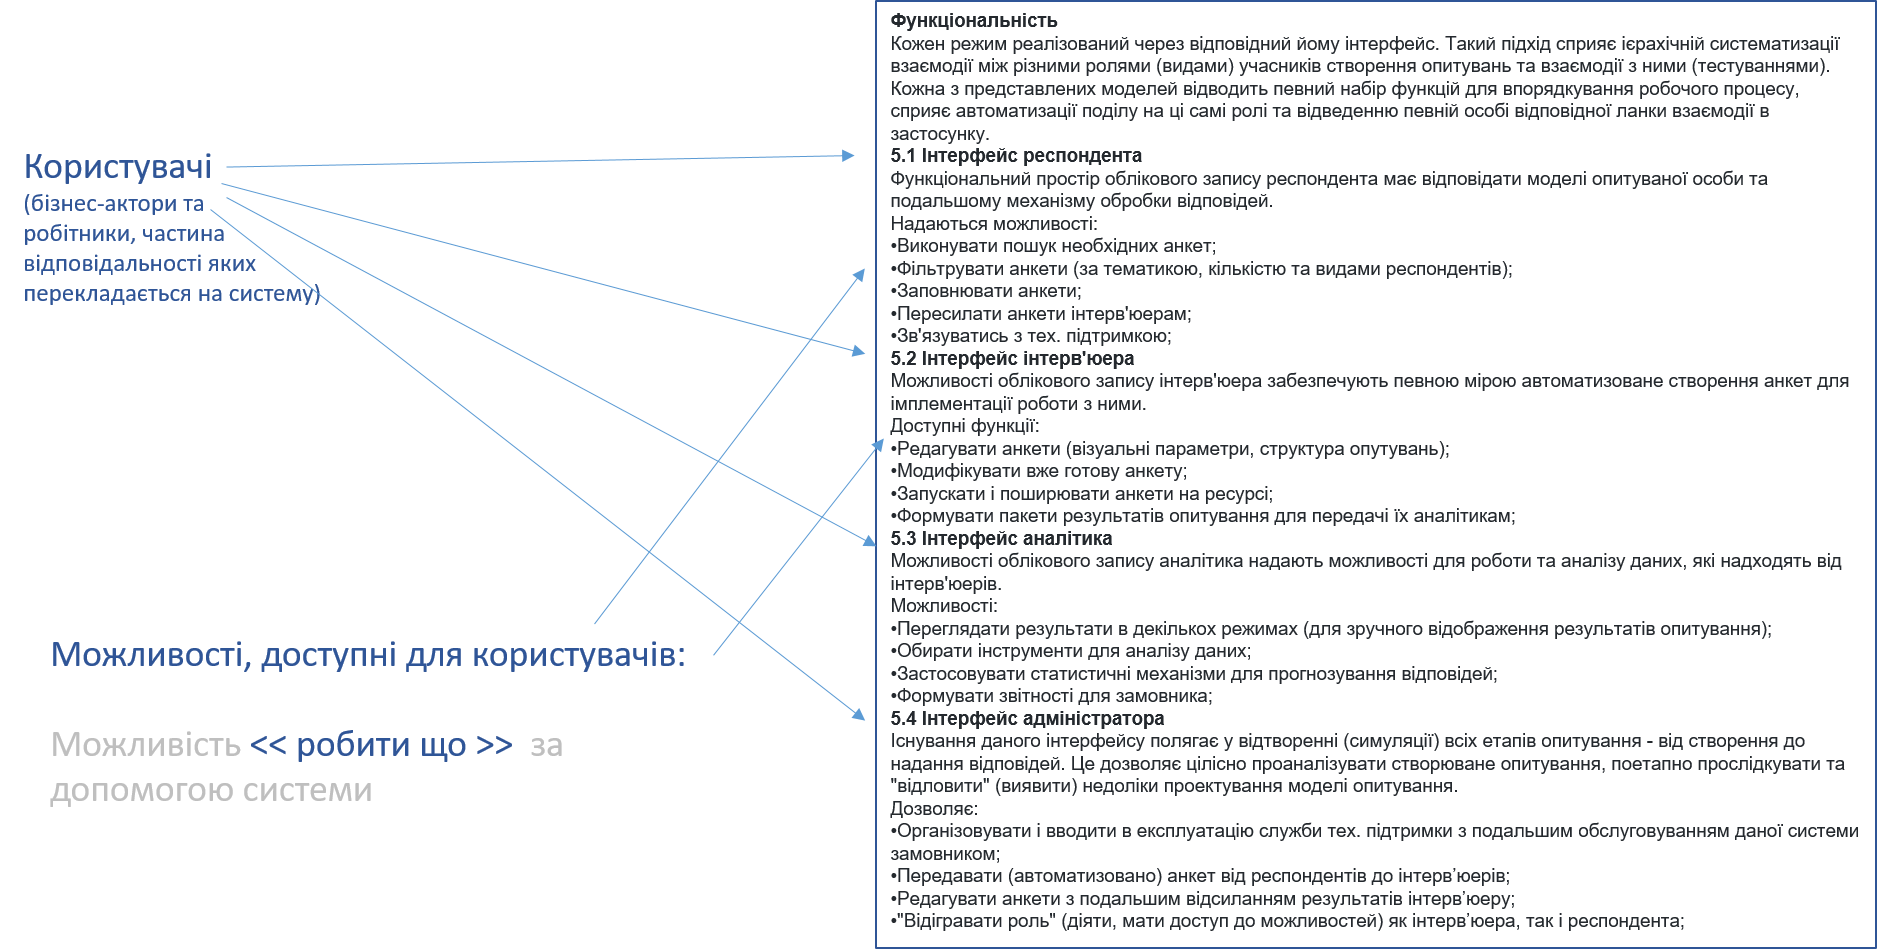 Користувачі
(бізнес-актори та
робітники, частина
відповідальності яких
перекладається на систему)
Можливості, доступні для користувачів:
Можливість << робити що >> за
допомогою системи
Функціональність
Кожен режим реалізований через відповідний йому інтерфейс. Такий підхід сприяє ієрахічній систематизації
взаємодії між різними ролями (видами) учасників створення опитувань та взаємодії з ними (тестуваннями).
Кожна з представлених моделей відводить певний набір функцій для впорядкування робочого процесу,
сприяє автоматизації поділу на ці самі ролі та відведенню певній особі відповідної ланки взаємодії в
застосунку.
5.1 Інтерфейс респондента
Функціональний простір облікового запису респондента має відповідати моделі опитуваної особи та
подальшому механізму обробки відповідей.
Надаються можливості:
•Виконувати пошук необхідних анкет;
•Фільтрувати анкети (за тематикою, кількістю та видами респондентів);
•Заповнювати анкети;
•Пересилати анкети інтерв'юерам;
•Зв'язуватись з тех. підтримкою;
5.2 Інтерфейс інтерв'юера
Можливості облікового запису інтерв'юера забезпечують певною мірою автоматизоване створення анкет для
імплементації роботи з ними.
Доступні функції:
•Редагувати анкети (візуальні параметри, структура опутувань);
•Модифікувати вже готову анкету;
•Запускати і поширювати анкети на ресурсі;
•Формувати пакети результатів опитування для передачі їх аналітикам;
5.3 Інтерфейс аналітика
Можливості облікового запису аналітика надають можливості для роботи та аналізу даних, які надходять від
інтерв'юерів.
Можливості:
•Переглядати результати в декількох режимах (для зручного відображення результатів опитування);
•Обирати інструменти для аналізу даних;
•Застосовувати статистичні механізми для прогнозування відповідей;
•Формувати звітності для замовника;
5.4 Інтерфейс адміністратора
Існування даного інтерфейсу полягає у відтворенні (симуляції) всіх етапів опитування - від створення до
надання відповідей. Це дозволяє цілісно проаналізувати створюване опитування, поетапно прослідкувати та
"відловити" (виявити) недоліки проектування моделі опитування.
Дозволяє:
•Організовувати і вводити в експлуатацію служби тех. підтримки з подальшим обслуговуванням даної системи
замовником;
•Передавати (автоматизовано) анкет від респондентів до інтерв’юерів;
•Редагувати анкети з подальшим відсиланням результатів інтерв’юеру;
•"Відігравати роль" (діяти, мати доступ до можливостей) як інтерв’юера, так і респондента;